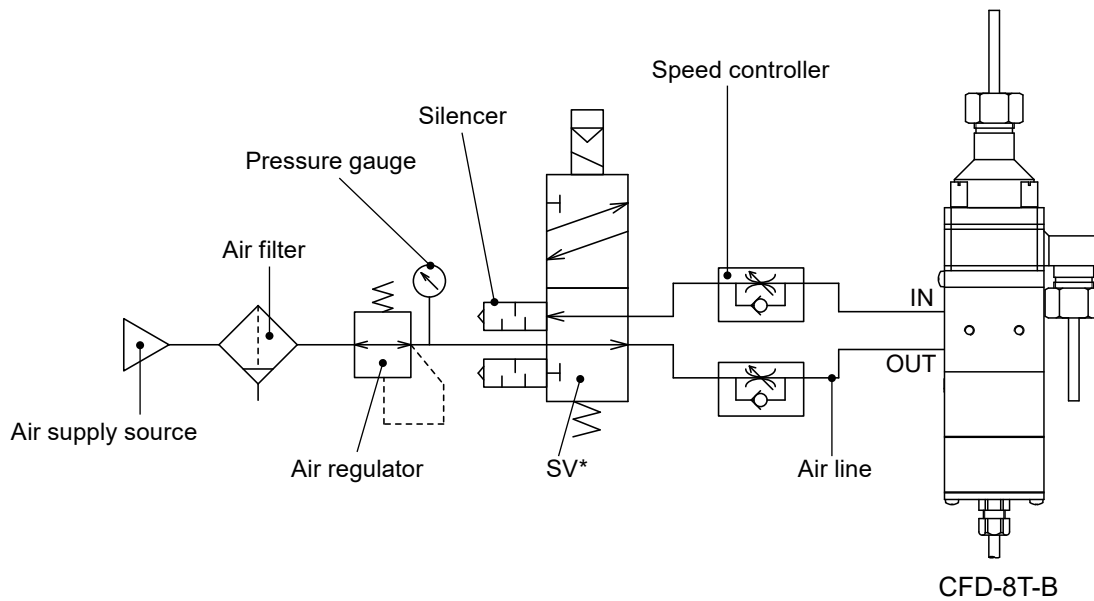 Speed controller
Silencer
Pressure gauge
Air filter
IN
OUT
Air supply source
Air regulator
SV*
Air line
CFD-8T-B